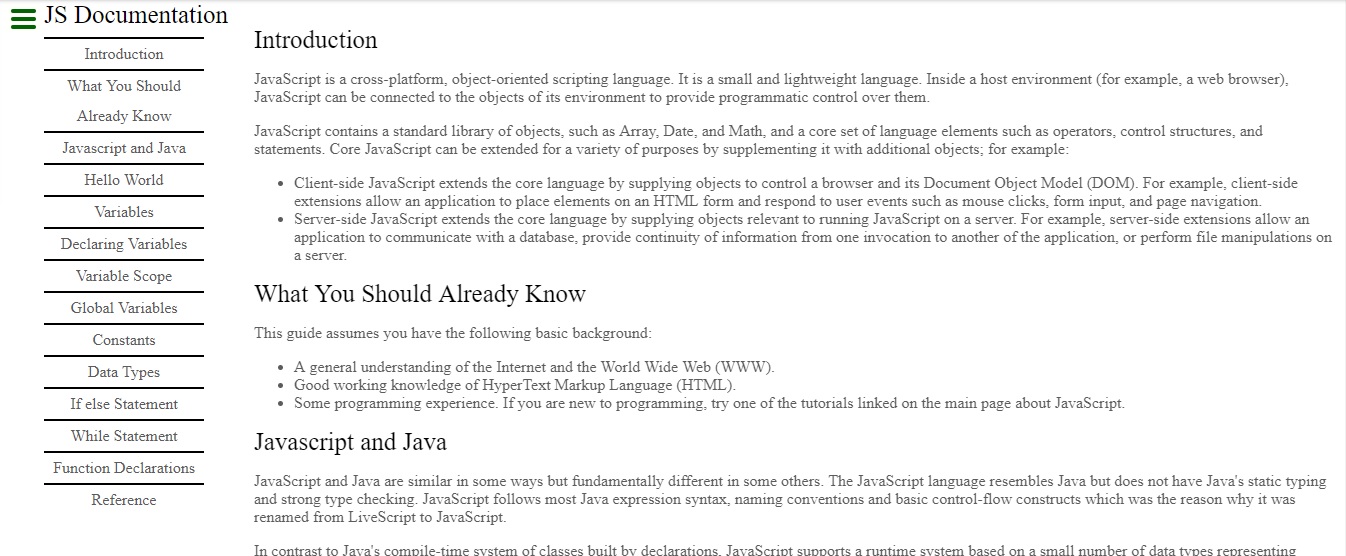 JS Documentation
Introduction
What You Should
Already Know
Javascript and Java
Hello World
Variables
Declaring Variables
Variable Scope
Global Variables
Constants
Data Types
If else Statement
While Statement
Function Declarations
Reference
Introduction
JavaScript is a cross-platform, object-oriented scripting language. It is a small and lightweight language. Inside a host environment (for example, a web browser),
JavaScript can be connected to the objects of its environment to provide programmatic control over them.
JavaScript contains a standard library of objects, such as Array, Date, and Math, and a core set of language elements such as operators, control structures, and
statements. Core JavaScript can be extended for a variety of purposes by supplementing it with additional objects; for example:
• Client-side JavaScript extends the core language by supplying objects to control a browser and its Document Object Model (DOM). For example, client-side
extensions allow an application to place elements on an HTML form and respond to user events such as mouse clicks, form input, and page navigation.
• Server-side JavaScript extends the core language by supplying objects relevant to running JavaScript on a server. For example, server-side extensions allow an
application to communicate with a database, provide continuity of information from one invocation to another of the application, or perform file manipulations on
a server.
What You Should Already Know
This guide assumes you have the following basic background:
• A general understanding of the Internet and the World Wide Web (WWW).
• Good working knowledge of HyperText Markup Language (HTML).
• Some programming experience. If you are new to programming, try one of the tutorials linked on the main page about JavaScript.
Javascript and Java
JavaScript and Java are similar in some ways but fundamentally different in some others. The JavaScript language resembles Java but does not have Java's static typing
and strong type checking. JavaScript follows most Java expression syntax, naming conventions and basic control-flow constructs which was the reason why it was
renamed from LiveScript to JavaScript.
In contrast to Java's compile-time system of classes built by declarations, JavaScript supports a runtime system based on a small number of data types representing